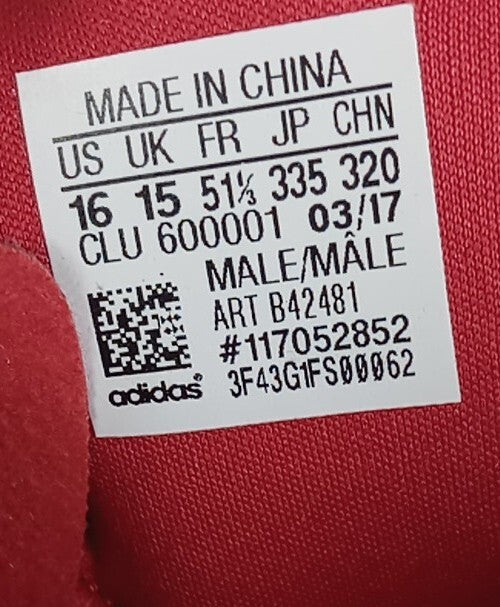 MADE IN CHINA
US UK FR JP CHN
16 15 51⅓ 335 320
CLU 600001 03/17
MALE/MÂLE
ART B42481
#117052852
3F43G1FS00062
adidas®